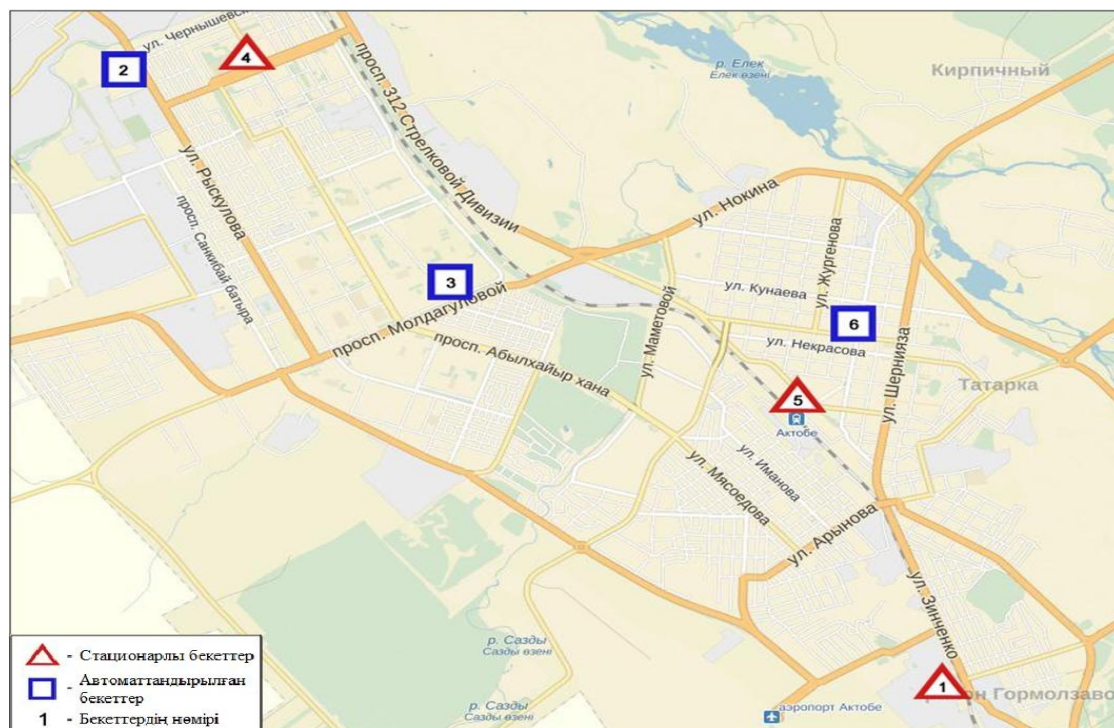 ул. Чернышевс
4
2
просп. 312 Стрелковой Дивизии
р. Елек
Елек өзені
Кирпичный
ул. Рыскулова
просп. Санкибай батыра
ул. Нокина
ул. Жургенова
3
просп. Молдагуловой
ул. Кунаева
6
ул. Некрасова
ул. Маметовой
просп. Абылхайыр хана
ул. Шернияза
Татарка
5
Актобе
ул. Иманова
ул. Мясоедова
ул. Арынова
ул. Зинченко
р. Сазды
Сазды өзені
1
он Гормолзаво
р. Сазды
Сазды өзені
аэропорт Актобе
- Стационарлы бекеттер
- Автоматтандырылған
бекеттер
1 - Бекеттердің нөмірі